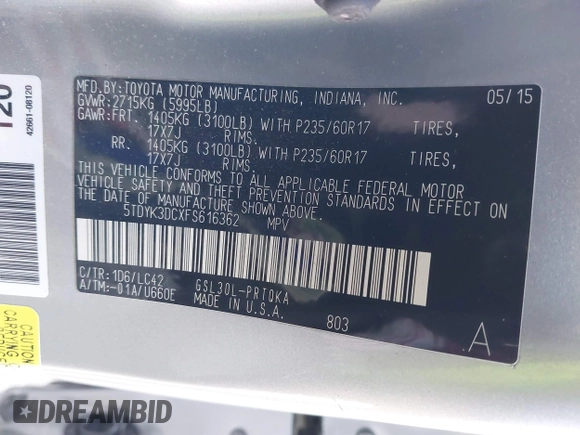 120
42661-08120
MFD.BY: TOYOTA MOTOR MANUFACTURING, INDIANA, INC. 05/15
GVWR: 2715KG (5995LB)
GAWR: FRT. 1405KG (3100LB) WITH P235/60R17 TIRES,
17X7J RIMS.
RR. 1405KG (3100LB) WITH P235/60R17 TIRES,
17X7J RIMS.
THIS VEHICLE CONFORMS TO ALL APPLICABLE FEDERAL MOTOR
VEHICLE SAFETY AND THEFT PREVENTION STANDARDS IN EFFECT ON
THE DATE OF MANUFACTURE SHOWN ABOVE.
5TDYK3DCXFS616362 MPV
C/TR: 1D6/LC42 GSL30L-PRTQKA
A/TM:-01A/U660E MADE IN U.S.A. 803
.A
CAUTION
CARRYING
DREAMBID